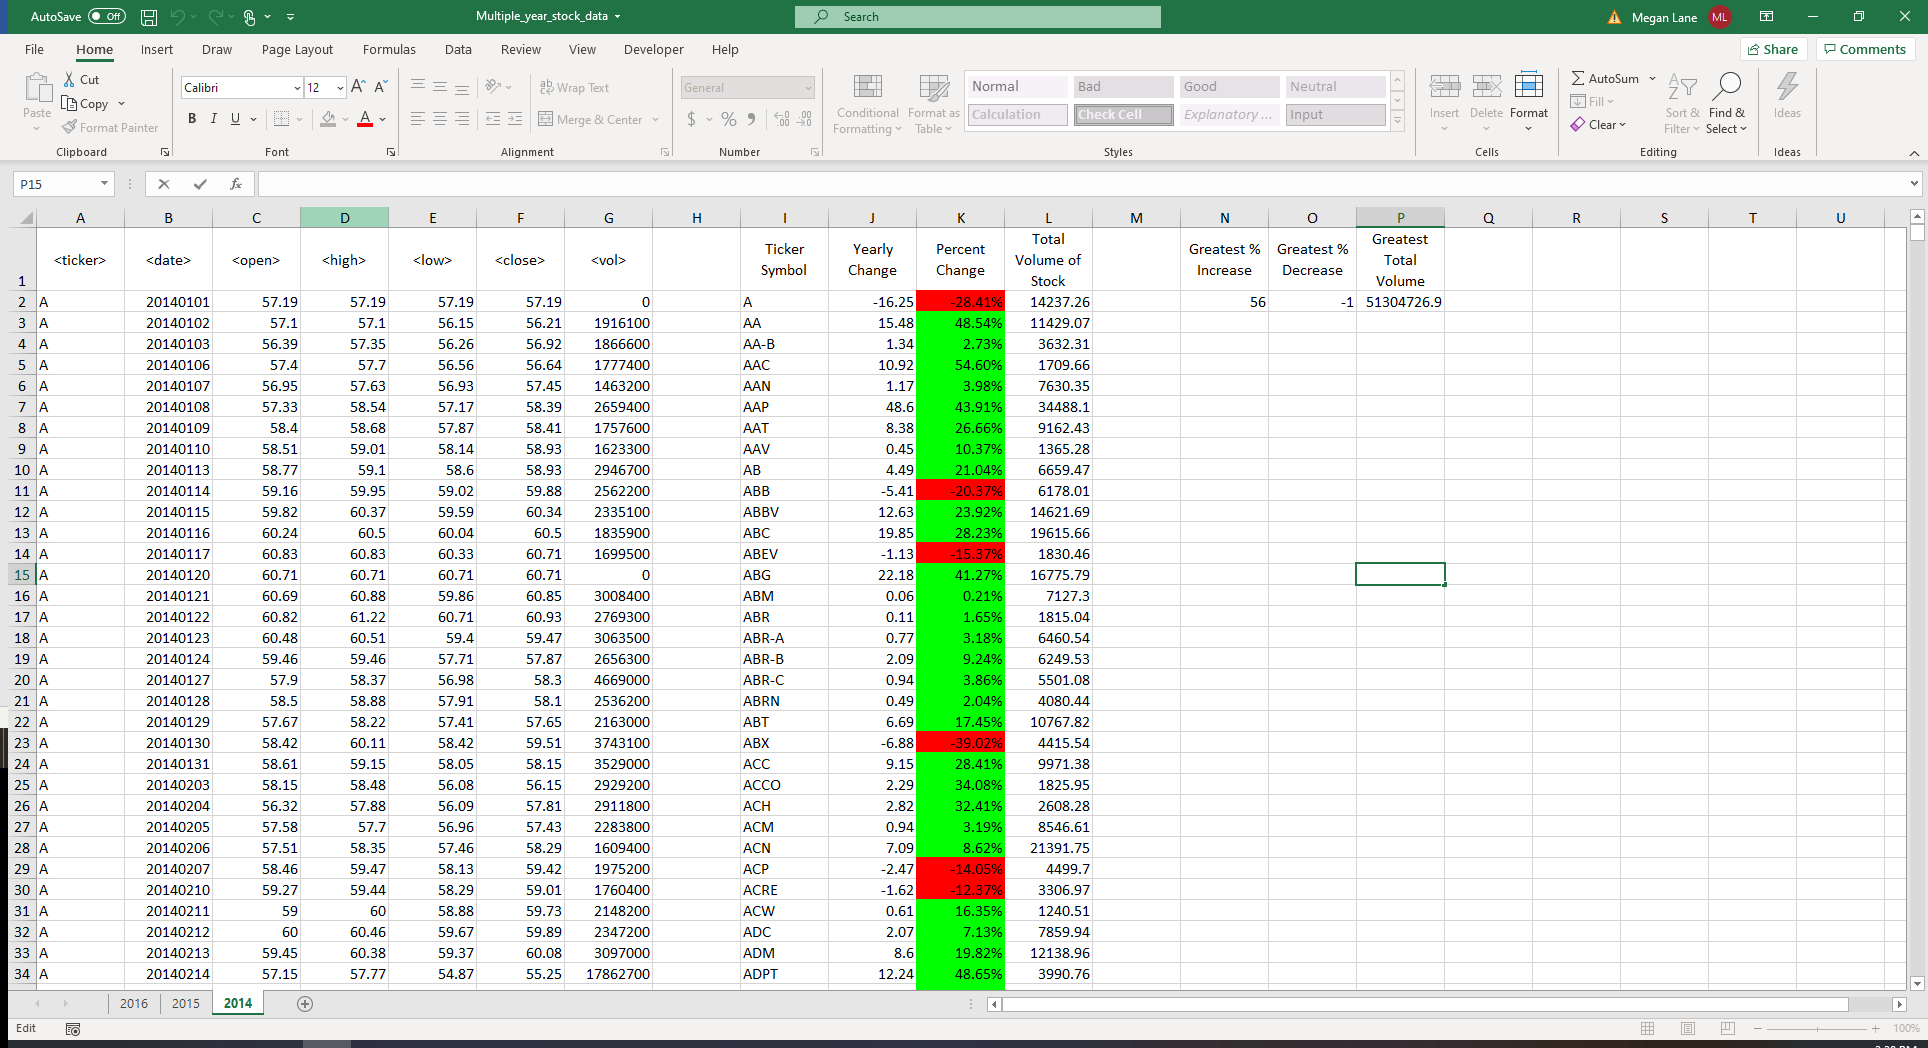 AutoSave Off Multiple_year_stock_data Search Megan Lane ML
File Home Insert Draw Page Layout Formulas Data Review View Developer Help Share Comments
Paste Cut Copy Format Painter Clipboard
Calibri 12 A A B I U A Font
Wrap Text Merge & Center Alignment
General $ % Number
Conditional Formatting Format as Table
Normal Bad Good Neutral
Calculation Check Cell Explanatory ... Input
Styles
Insert Delete Format Cells
AutoSum Fill Clear Sort & Filter Find & Select Editing
Ideas Ideas
P15 fx
A B C D E F G H I J K L M N O P Q R S T U
1 <ticker> <date> <open> <high> <low> <close> <vol> Ticker Symbol Yearly Change Percent Change Total Volume of Stock Greatest % Increase Greatest % Decrease Greatest Total Volume
2 A 20140101 57.19 57.19 57.19 57.19 0 A -16.25 -28.41% 14237.26 56 -1 51304726.9
3 A 20140102 57.1 57.1 56.15 56.21 1916100 AA 15.48 48.54% 11429.07
4 A 20140103 56.39 57.35 56.26 56.92 1866600 AA-B 1.34 2.73% 3632.31
5 A 20140106 57.4 57.7 56.56 56.64 1777400 AAC 10.92 54.60% 1709.66
6 A 20140107 56.95 57.63 56.93 57.45 1463200 AAN 1.17 3.98% 7630.35
7 A 20140108 57.33 58.54 57.17 58.39 2659400 AAP 48.6 43.91% 34488.1
8 A 20140109 58.4 58.68 57.87 58.41 1757600 AAT 8.38 26.66% 9162.43
9 A 20140110 58.51 59.01 58.14 58.93 1623300 AAV 0.45 10.37% 1365.28
10 A 20140113 58.77 59.1 58.6 58.93 2946700 AB 4.49 21.04% 6659.47
11 A 20140114 59.16 59.95 59.02 59.88 2562200 ABB -5.41 -20.37% 6178.01
12 A 20140115 59.82 60.37 59.59 60.34 2335100 ABBV 12.63 23.92% 14621.69
13 A 20140116 60.24 60.5 60.04 60.5 1835900 ABC 19.85 28.23% 19615.66
14 A 20140117 60.83 60.83 60.33 60.71 1699500 ABEV -1.13 -15.37% 1830.46
15 A 20140120 60.71 60.71 60.71 60.71 0 ABG 22.18 41.27% 16775.79
16 A 20140121 60.69 60.88 59.86 60.85 3008400 ABM 0.06 0.21% 7127.3
17 A 20140122 60.82 61.22 60.71 60.93 2769300 ABR 0.11 1.65% 1815.04
18 A 20140123 60.48 60.51 59.4 59.47 3063500 ABR-A 0.77 3.18% 6460.54
19 A 20140124 59.46 59.46 57.71 57.87 2656300 ABR-B 2.09 9.24% 6249.53
20 A 20140127 57.9 58.37 56.98 58.3 4669000 ABR-C 0.94 3.86% 5501.08
21 A 20140128 58.5 58.88 57.91 58.1 2536200 ABRN 0.49 2.04% 4080.44
22 A 20140129 57.67 58.22 57.41 57.65 2163000 ABT 6.69 17.45% 10767.82
23 A 20140130 58.42 60.11 58.42 59.51 3743100 ABX -6.88 -39.02% 4415.54
24 A 20140131 58.61 59.15 58.05 58.15 3529000 ACC 9.15 28.41% 9971.38
25 A 20140203 58.15 58.48 56.08 56.15 2929200 ACCO 2.29 34.08% 1825.95
26 A 20140204 56.32 57.88 56.09 57.81 2911800 ACH 2.82 32.41% 2608.28
27 A 20140205 57.58 57.7 56.96 57.43 2283800 ACM 0.94 3.19% 8546.61
28 A 20140206 57.51 58.35 57.46 58.29 1609400 ACN 7.09 8.62% 21391.75
29 A 20140207 58.46 59.47 58.13 59.42 1975200 ACP -2.47 -14.05% 4499.7
30 A 20140210 59.27 59.44 58.29 59.01 1760400 ACRE -1.62 -12.37% 3306.97
31 A 20140211 59 60 58.88 59.73 2148200 ACW 0.61 16.35% 1240.51
32 A 20140212 60 60.46 59.67 59.89 2347200 ADC 2.07 7.13% 7859.94
33 A 20140213 59.45 60.38 59.37 60.08 3097000 ADM 8.6 19.82% 12138.96
34 A 20140214 57.15 57.77 54.87 55.25 17862700 ADPT 12.24 48.65% 3990.76
2016 2015 2014
Edit 100%